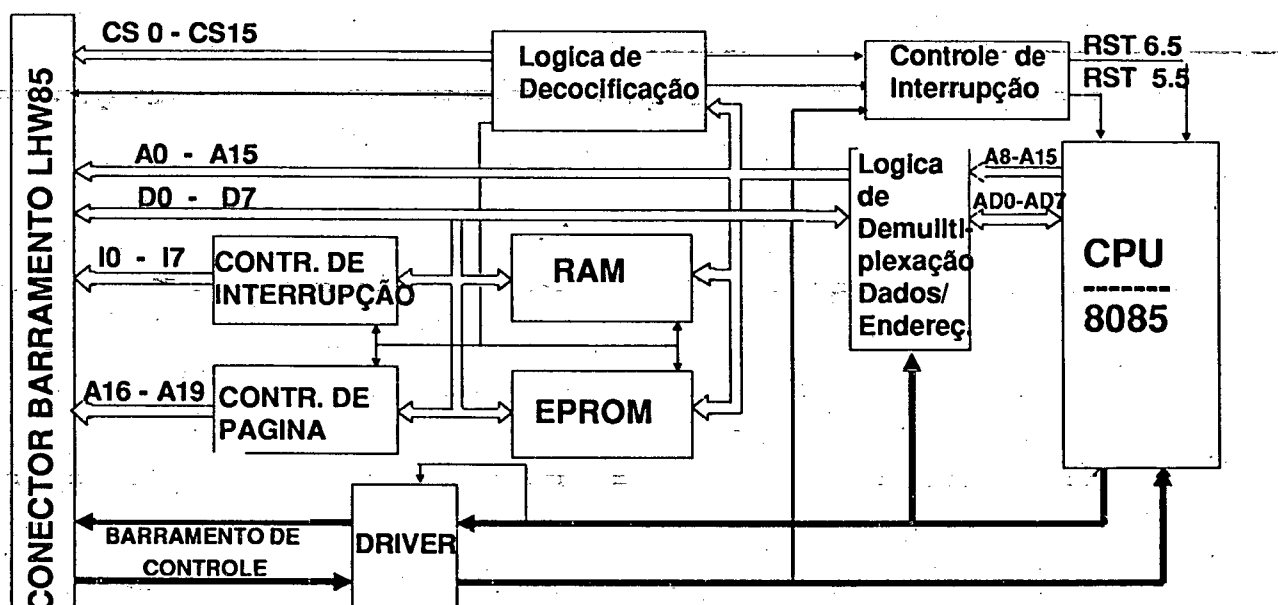 CONECTOR BARRAMENTO LHW85
CS 0 - CS15
Logica de
Decocificação
Controle de
Interrupção
RST 6.5
RST 5.5
A0 - A15
D0 - D7
I0 - I7
A16 - A19
CONTR. DE
INTERRUPÇÃO
RAM
CONTR. DE
PAGINA
EPROM
Logica
de
Demuilti-
plexação
Dados/
Endereç.
A8-A15
AD0-AD7
CPU
8085
BARRAMENTO DE
CONTROLE
DRIVER